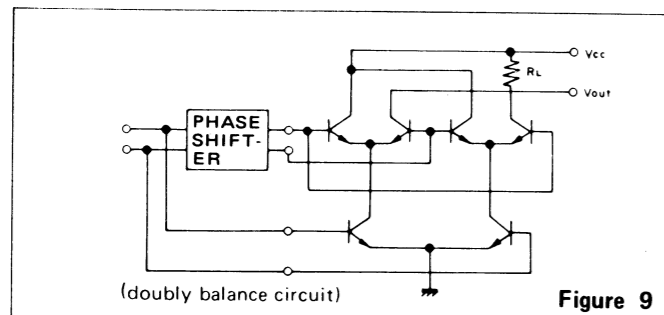 Vcc
RL
Vout
PHASE
SHIFT-
ER
(doubly balance circuit)
Figure 9